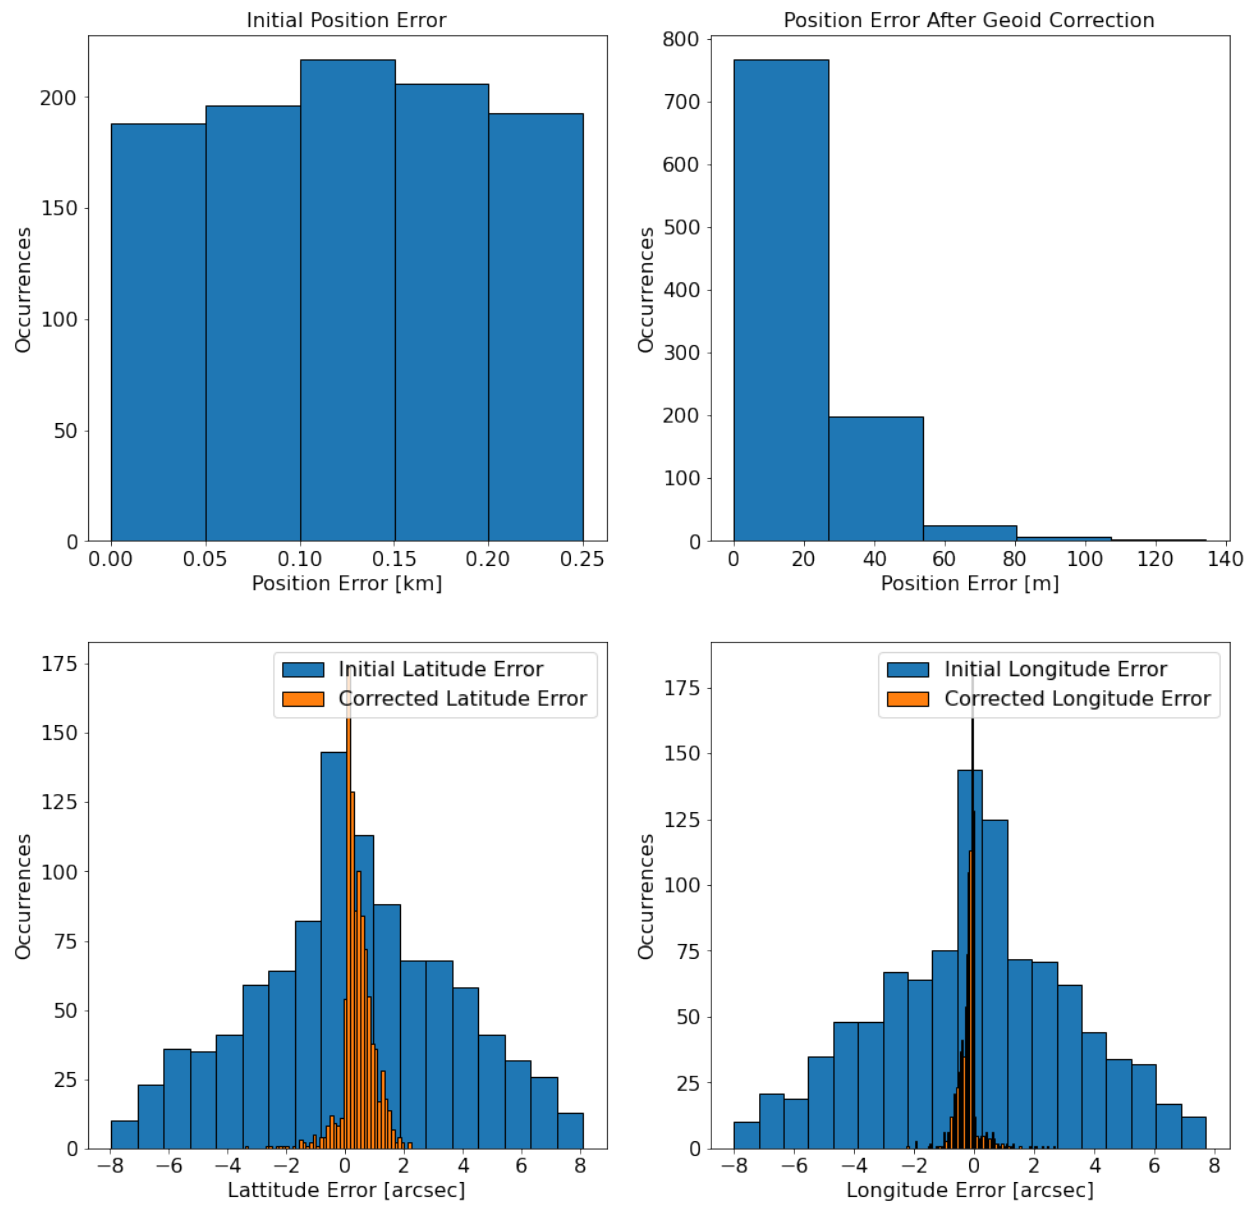 Initial Position Error
200
150
100
50
0
Occurrences
0.00 0.05 0.10 0.15 0.20 0.25
Position Error [km]
Position Error After Geoid Correction
800
700
600
500
400
300
200
100
0
Occurrences
0 20 40 60 80 100 120 140
Position Error [m]
175
150
125
100
75
50
25
0
Occurrences
Initial Latitude Error
Corrected Latitude Error
−8 −6 −4 −2 0 2 4 6 8
Lattitude Error [arcsec]
175
150
125
100
75
50
25
0
Occurrences
Initial Longitude Error
Corrected Longitude Error
−8 −6 −4 −2 0 2 4 6 8
Longitude Error [arcsec]